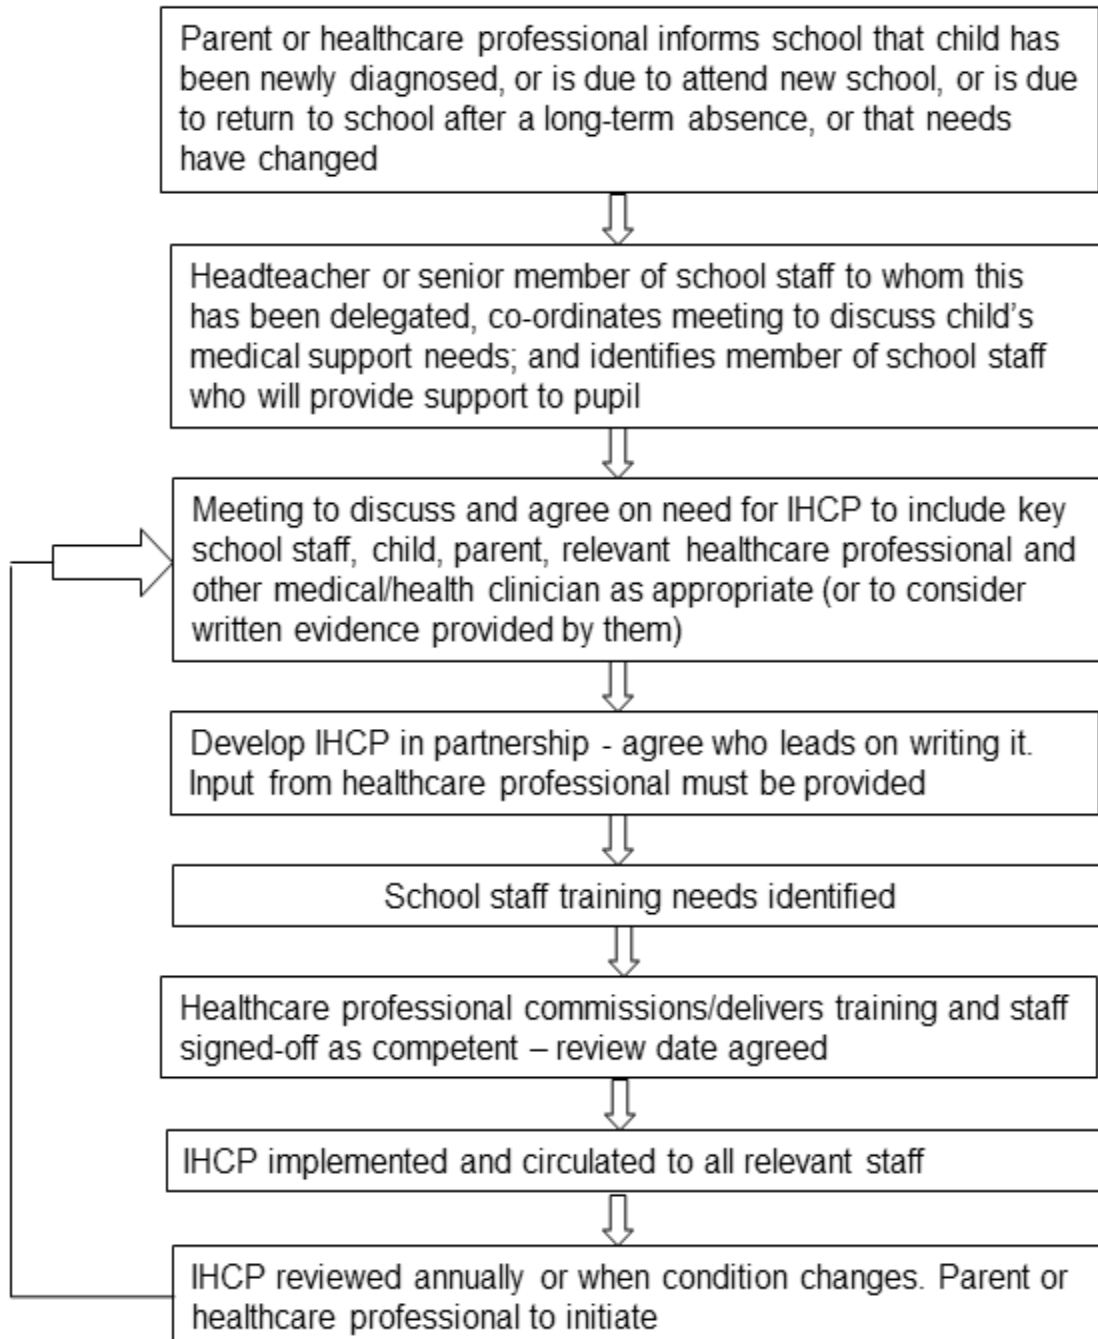 Parent or healthcare professional informs school that child has
been newly diagnosed, or is due to attend new school, or is due
to return to school after a long-term absence, or that needs
have changed
Headteacher or senior member of school staff to whom this
has been delegated, co-ordinates meeting to discuss child's
medical support needs; and identifies member of school staff
who will provide support to pupil
Meeting to discuss and agree on need for IHCP to include key
school staff, child, parent, relevant healthcare professional and
other medical/health clinician as appropriate (or to consider
written evidence provided by them)
Develop IHCP in partnership - agree who leads on writing it.
Input from healthcare professional must be provided
School staff training needs identified
Healthcare professional commissions/delivers training and staff
signed-off as competent – review date agreed
IHCP implemented and circulated to all relevant staff
IHCP reviewed annually or when condition changes. Parent or
healthcare professional to initiate